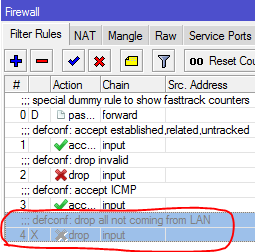 Firewall
Filter Rules NAT Mangle Raw Service Ports
00 Reset Cou
# Action Chain Src. Address
;;; special dummy rule to show fasttrack counters
0 D pas... forward
;;; defconf: accept established,related,untracked
1 acc... input
;;; defconf: drop invalid
2 drop input
;;; defconf: accept ICMP
3 acc... input
;;; defconf: drop all not coming from LAN
4 X drop input